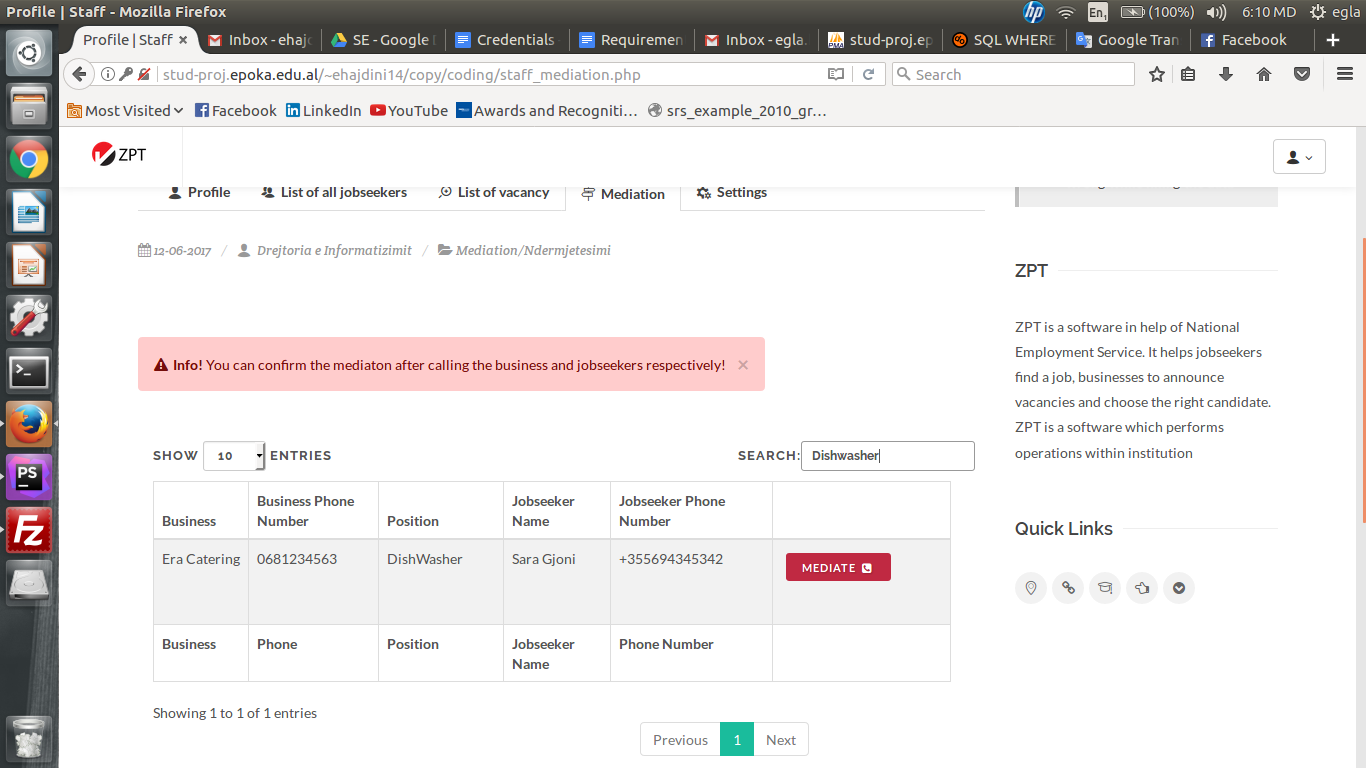 Profile | Staff - Mozilla Firefox
En1 (100%) 6:10 MD egla
Profile | Staff × Inbox - ehaj SE - Google Credentials Requiremen Inbox - egla. stud-proj.ep SQL WHERE Google Tran Facebook
stud-proj.epoka.edu.al/~ehajdini14/copy/coding/staff_mediation.php Search
Most Visited Facebook LinkedIn YouTube Awards and Recogniti... srs_example_2010_gr...
ZPT
Profile List of all jobseekers List of vacancy Mediation Settings
12-06-2017 / Drejtoria e Informatizimit / Mediation/Ndermjetesimi
ZPT
ZPT is a software in help of National
Employment Service. It helps jobseekers
find a job, businesses to announce
vacancies and choose the right candidate.
ZPT is a software which performs
operations within institution
Quick Links
Info! You can confirm the mediaton after calling the business and jobseekers respectively! ×
SHOW 10 ENTRIES SEARCH: Dishwasher
Business Business Phone Number Position Jobseeker Name Jobseeker Phone Number
Era Catering 0681234563 DishWasher Sara Gjoni +355694345342 MEDIATE
Business Phone Position Jobseeker Name Phone Number
Showing 1 to 1 of 1 entries
Previous 1 Next